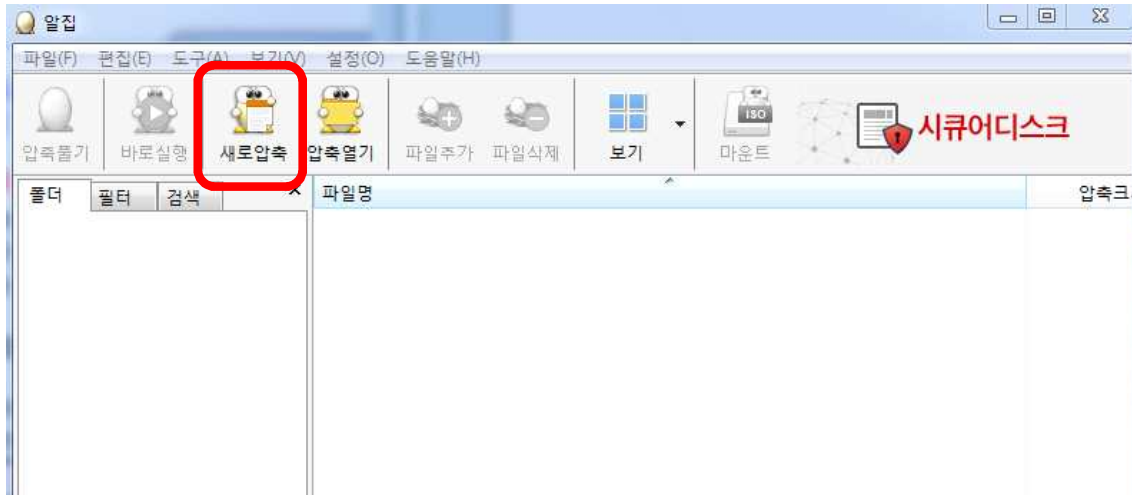 알집
파일(F) 편집(E) 도구(A) 보기(V) 설정(O) 도움말(H)
압축풀기 바로실행 새로압축 압축열기 파일추가 파일삭제 보기 ISO 마운트 시큐어디스크
폴더 필터 검색 X 파일명 압축크